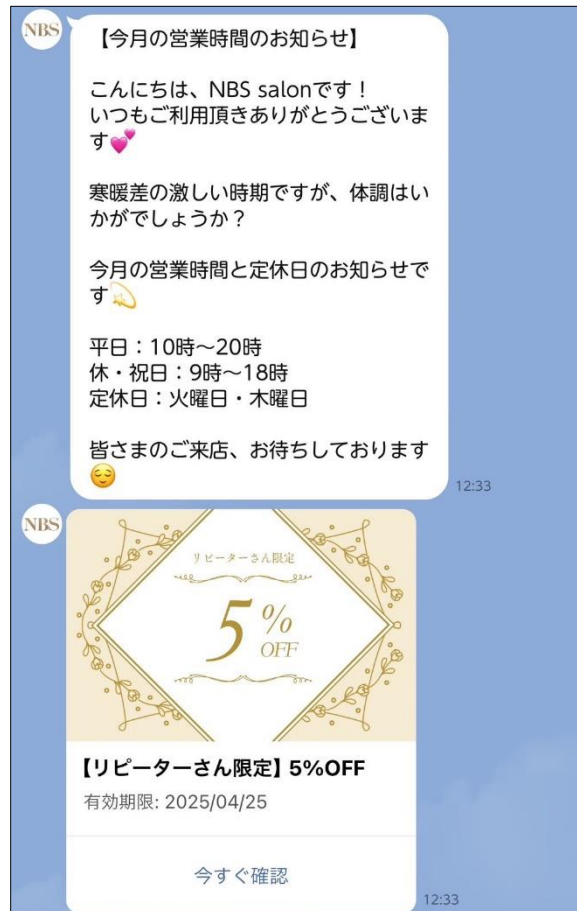 NBS
【今月の営業時間のお知らせ】
こんにちは、NBS salonです！
いつもご利用頂きありがとうございま
す💕
寒暖差の激しい時期ですが、体調はい
かがでしょうか？
今月の営業時間と定休日のお知らせで
す💫
平日：10時〜20時
休・祝日：9時〜18時
定休日：火曜日・木曜日
皆さまのご来店、お待ちしております
😌
12:33
NBS
リピーターさん限定
5%
OFF
【リピーターさん限定】5%OFF
有効期限: 2025/04/25
今すぐ確認
12:33